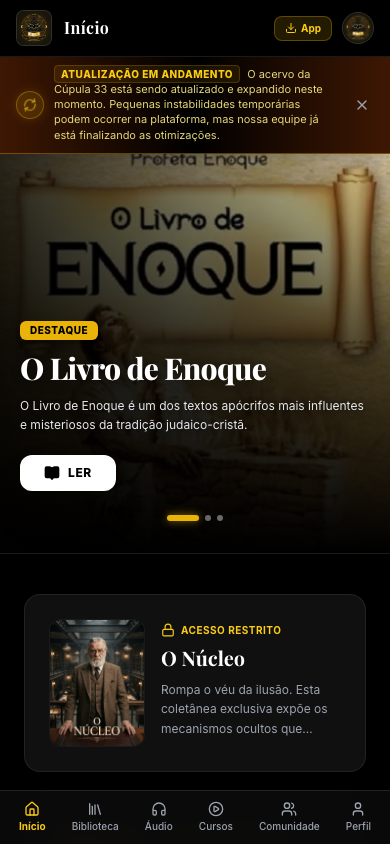 Início
App
ATUALIZAÇÃO EM ANDAMENTO O acervo da
Cúpula 33 está sendo atualizado e expandido neste
momento. Pequenas instabilidades temporárias
podem ocorrer na plataforma, mas nossa equipe já
está finalizando as otimizações.
Profeta Enoque
O Livro de
ENOQUE
DESTAQUE
O Livro de Enoque
O Livro de Enoque é um dos textos apócrifos mais influentes
e misteriosos da tradição judaico-cristã.
LER
O
NÚCLEO
ACESSO RESTRITO
O Núcleo
Rompa o véu da ilusão. Esta
coletânea exclusiva expõe os
mecanismos ocultos que...
Início
Biblioteca
Áudio
Cursos
Comunidade
Perfil